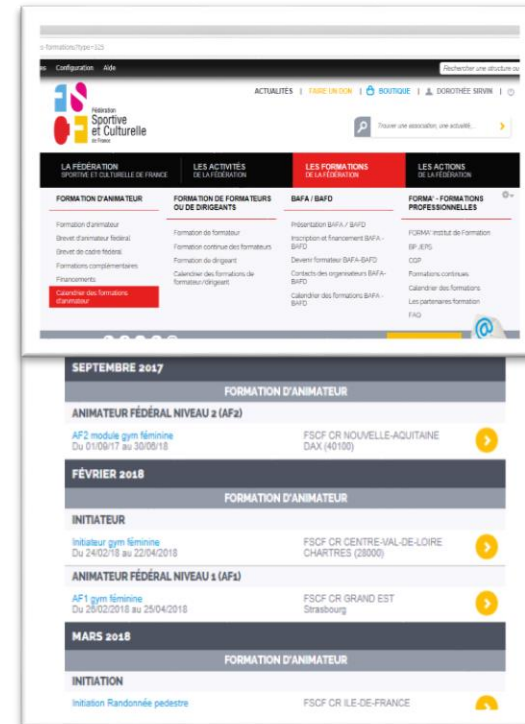 s-formations?type=325
es Configuration Aide
Rechercher une structure ou
Fédération
Sportive
et Culturelle
de France
ACTUALITÉS | FAIRE UN DON | BOUTIQUE | DOROTHÉE SIRVIN |
Trouver une association, une actualité,...
LA FÉDÉRATION
SPORTIVE ET CULTURELLE DE FRANCE
LES ACTIVITÉS
DE LA FÉDÉRATION
LES FORMATIONS
DE LA FÉDÉRATION
LES ACTIONS
DE LA FÉDÉRATION
FORMATION D'ANIMATEUR
Formation d'animateur
Brevet d'animateur fédéral
Brevet de cadre fédéral
Formations complémentaires
Financements
Calendrier des formations
d'animateur
FORMATION DE FORMATEURS
OU DE DIRIGEANTS
Formation de formateur
Formation continue des formateurs
Formation de dirigeant
Calendrier des formations de
formateur/dirigeant
BAFA / BAFD
Présentation BAFA / BAFD
Inscription et financement BAFA -
BAFD
Devenir formateur BAFA-BAFD
Contacts des organisateurs BAFA-
BAFD
Calendrier des formations BAFA -
BAFD
FORMA' - FORMATIONS
PROFESSIONNELLES
FORMA' Institut de Formation
BP JEPS
CQP
Formations continues
Calendrier des formations
Les partenaires formation
FAQ
@
SEPTEMBRE 2017
FORMATION D'ANIMATEUR
ANIMATEUR FÉDÉRAL NIVEAU 2 (AF2)
AF2 module gym féminine
Du 01/09/17 au 30/06/18
FSCF CR NOUVELLE-AQUITAINE
DAX (40100)
FÉVRIER 2018
FORMATION D'ANIMATEUR
INITIATEUR
Initiateur gym féminine
Du 24/02/18 au 22/04/2018
FSCF CR CENTRE-VAL-DE-LOIRE
CHARTRES (28000)
ANIMATEUR FÉDÉRAL NIVEAU 1 (AF1)
AF1 gym féminine
Du 26/02/2018 au 25/04/2018
FSCF CR GRAND EST
Strasbourg
MARS 2018
FORMATION D'ANIMATEUR
INITIATION
Initiation Randonnée pedestre
FSCF CR ILE-DE-FRANCE